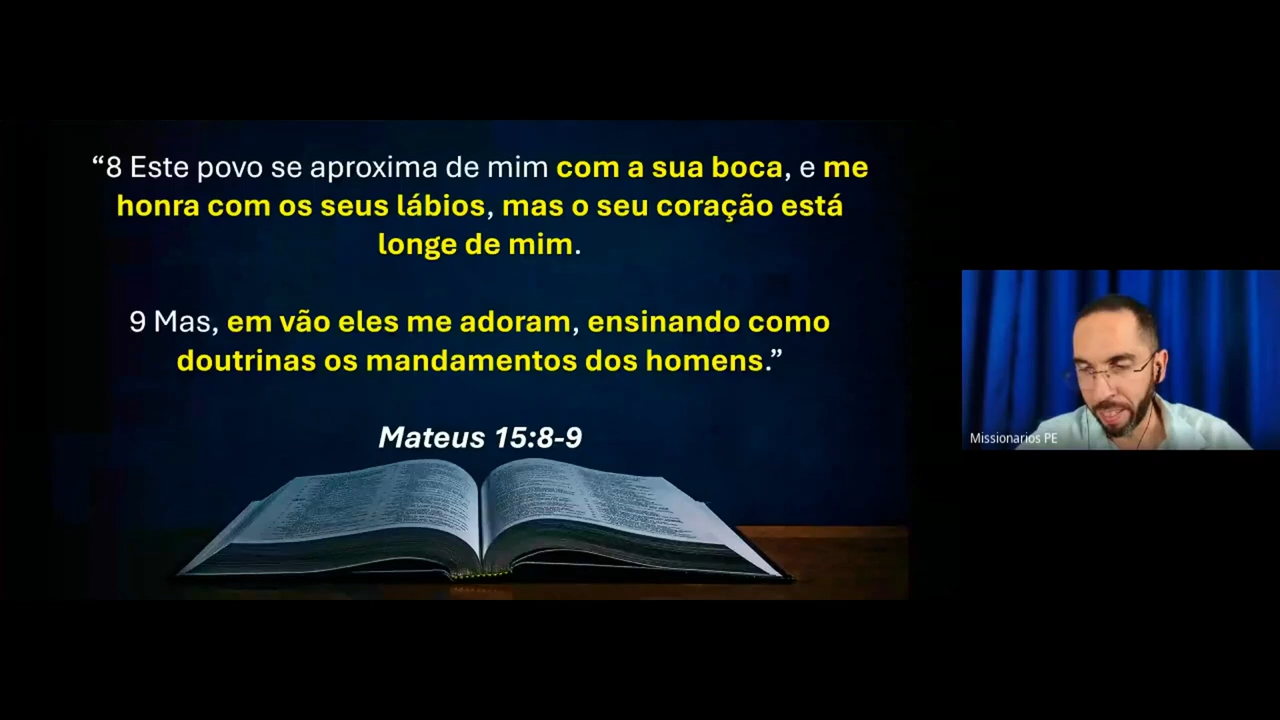 “8 Este povo se aproxima de mim com a sua boca, e me
honra com os seus lábios, mas o seu coração está
longe de mim.
9 Mas, em vão eles me adoram, ensinando como
doutrinas os mandamentos dos homens.”
Mateus 15:8-9
Missionarios PE